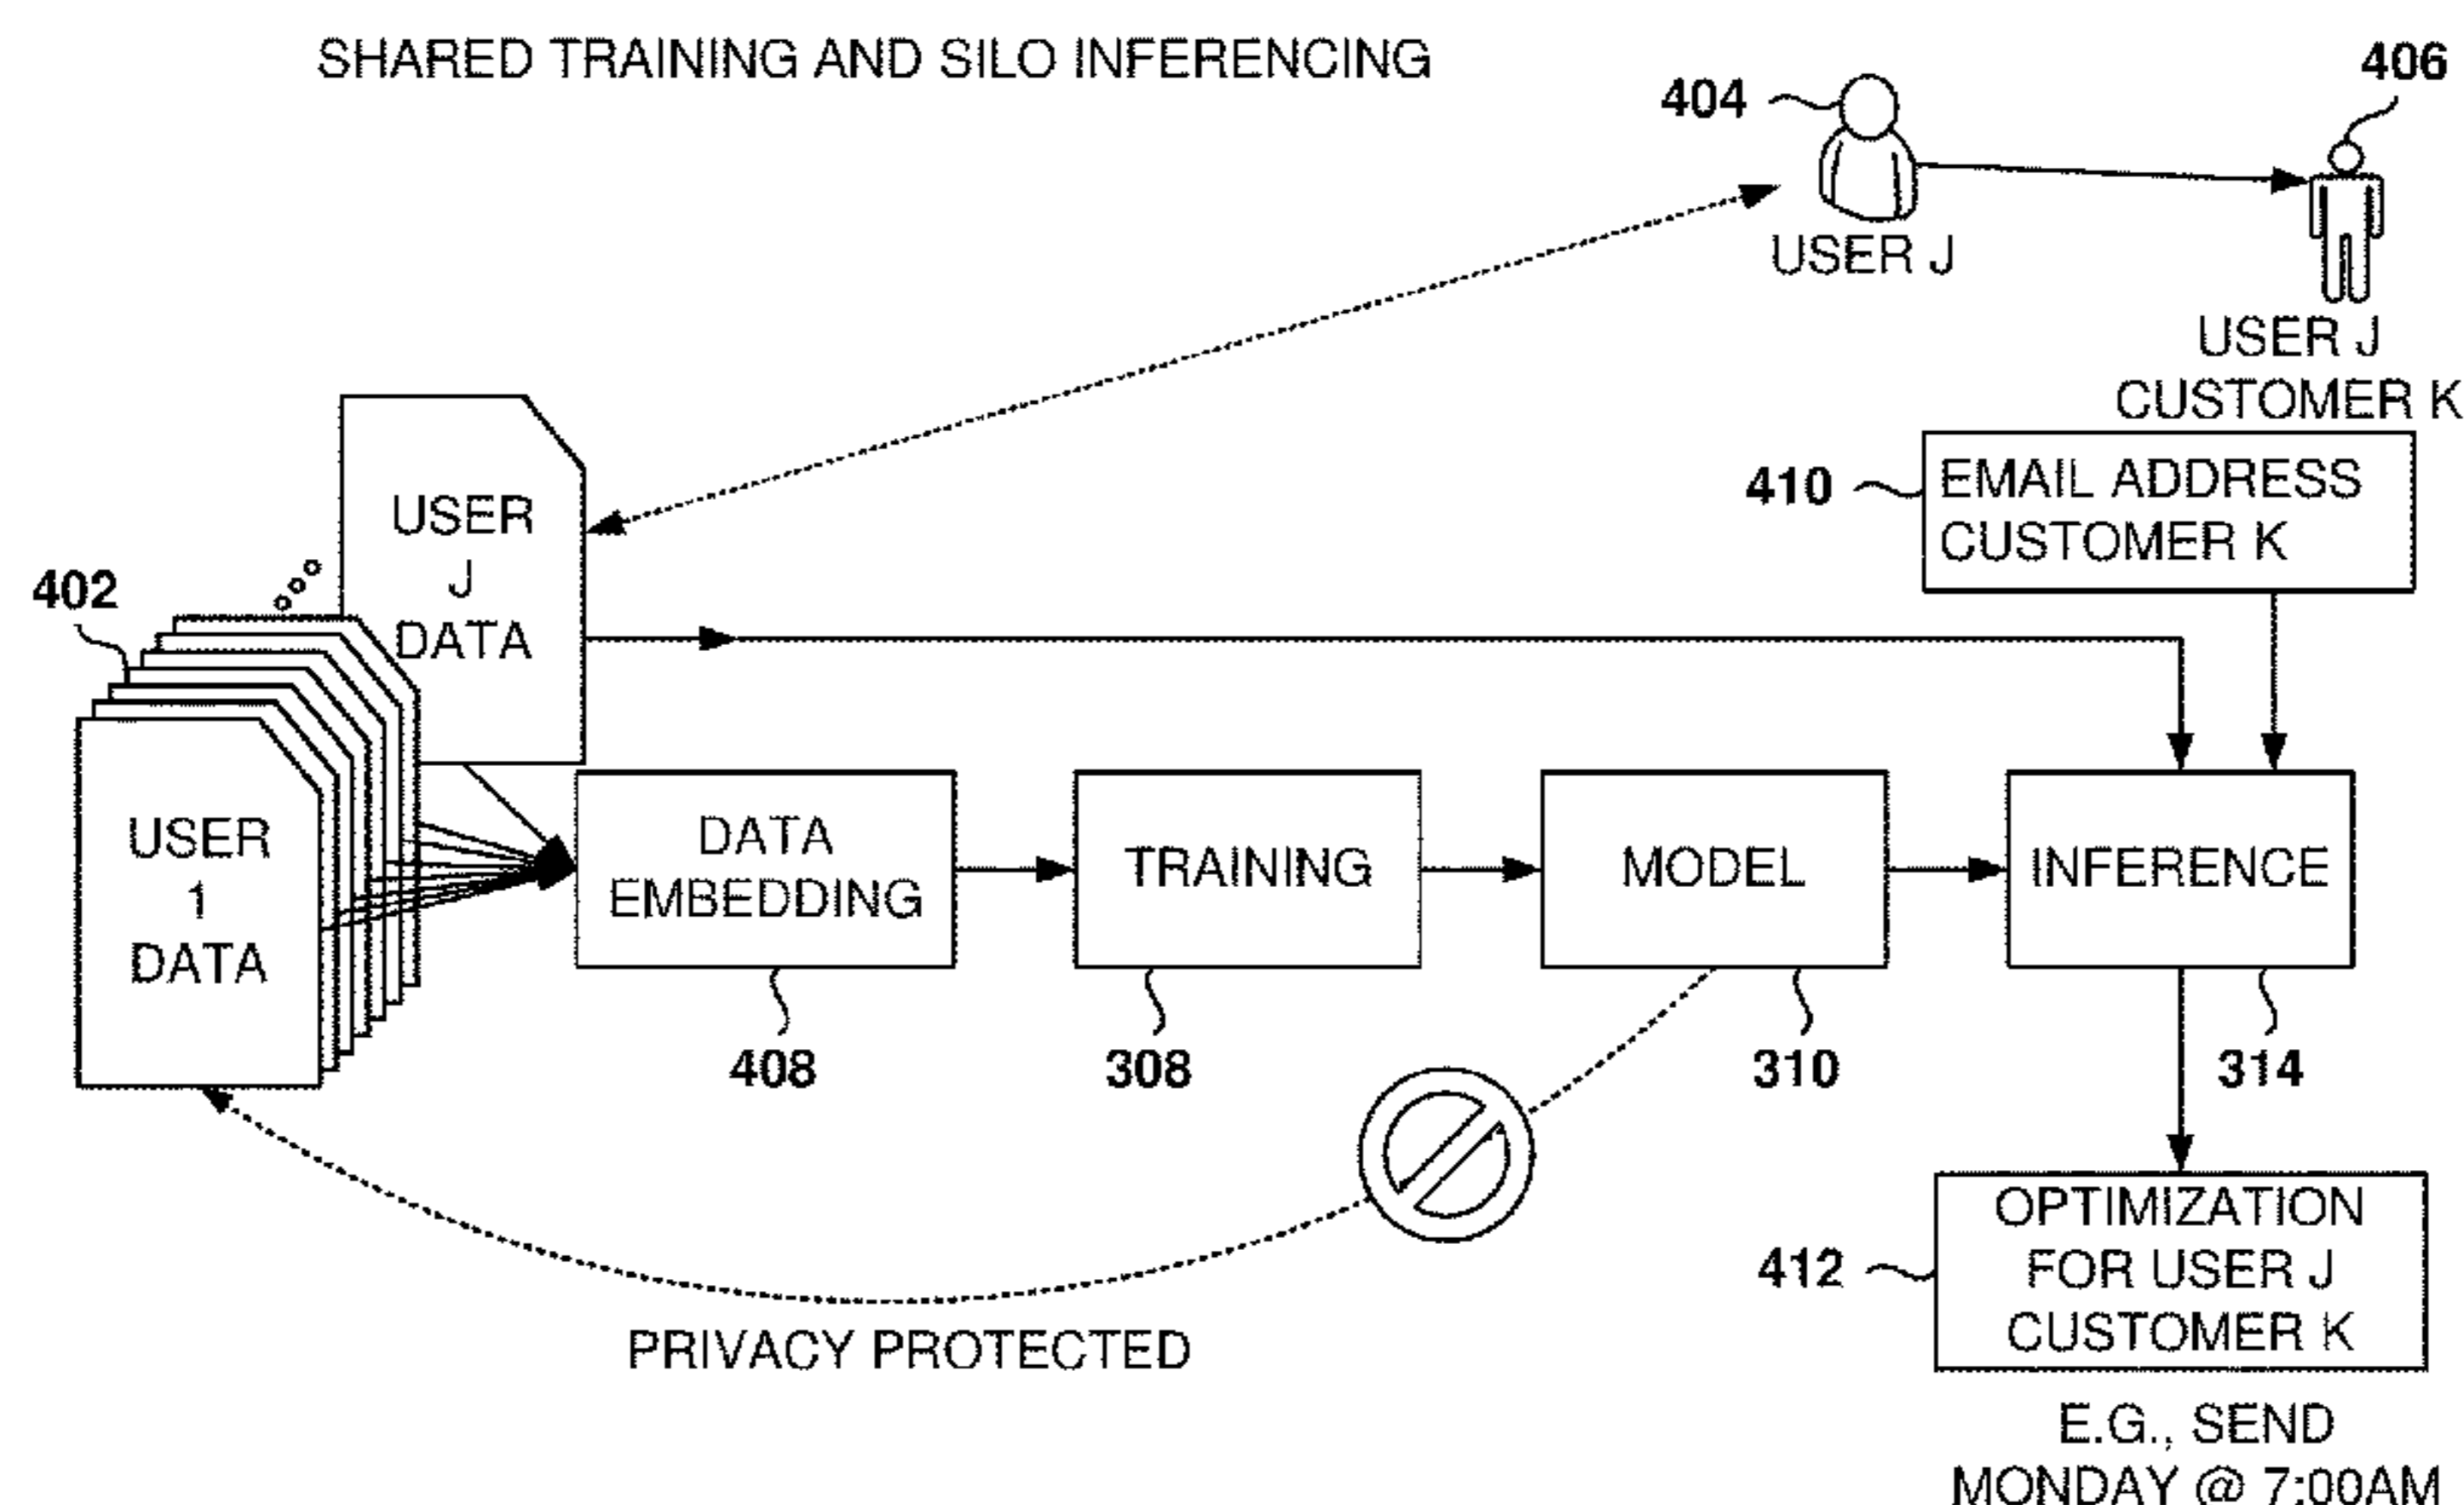 SHARED TRAINING AND SILO INFERENCING
404
406
USER J
USER J
CUSTOMER K
410
EMAIL ADDRESS
CUSTOMER K
USER
J
DATA
402
USER
1
DATA
DATA
EMBEDDING
TRAINING
MODEL
INFERENCE
408
308
310
314
PRIVACY PROTECTED
412
OPTIMIZATION
FOR USER J
CUSTOMER K
E.G., SEND
MONDAY @ 7:00AM